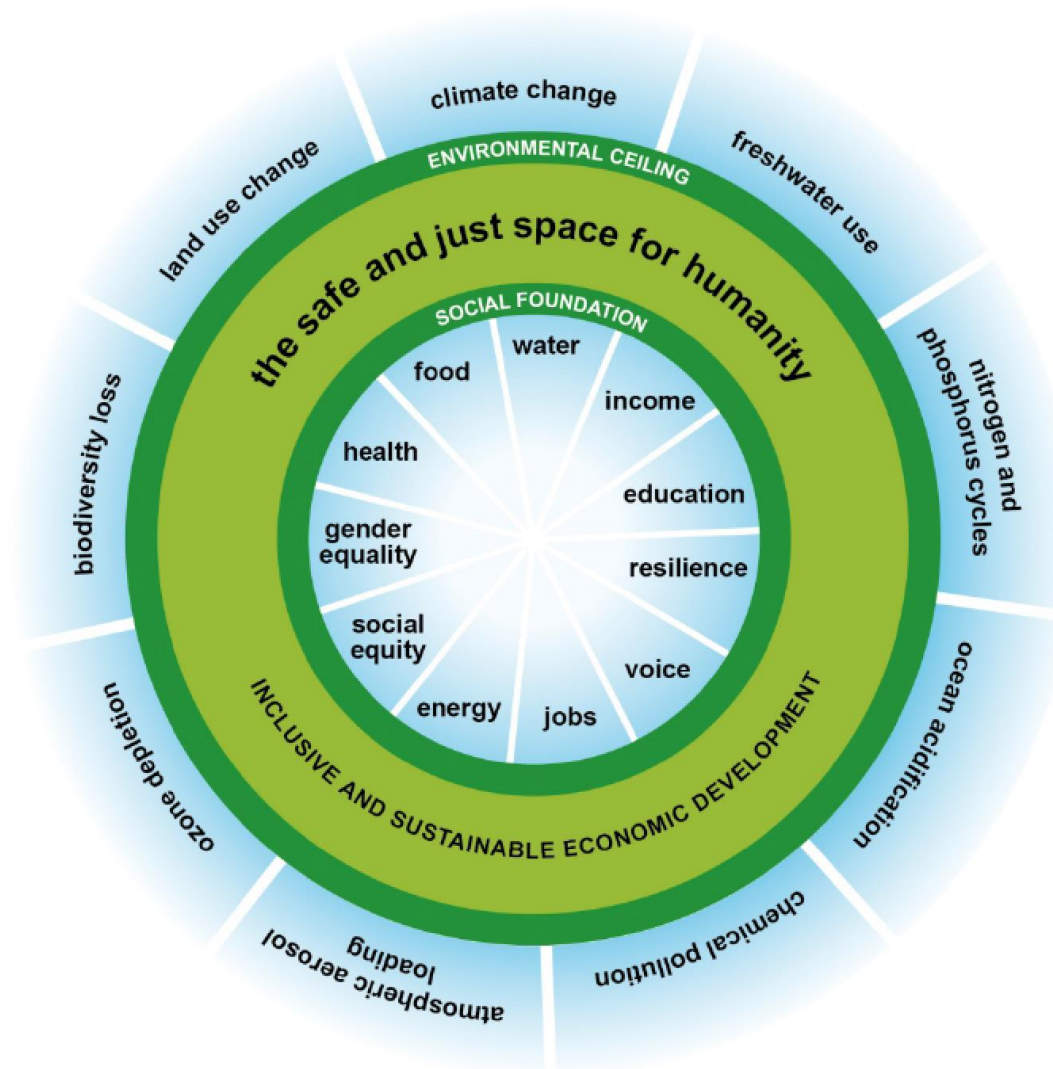 climate change
freshwater use
nitrogen and
phosphorus cycles
ocean acidification
chemical pollution
atmospheric aerosol
loading
ozone depletion
biodiversity loss
land use change
ENVIRONMENTAL CEILING
the safe and just space for humanity
SOCIAL FOUNDATION
water
income
education
resilience
voice
jobs
energy
social
equity
gender
equality
health
food
INCLUSIVE AND SUSTAINABLE ECONOMIC DEVELOPMENT